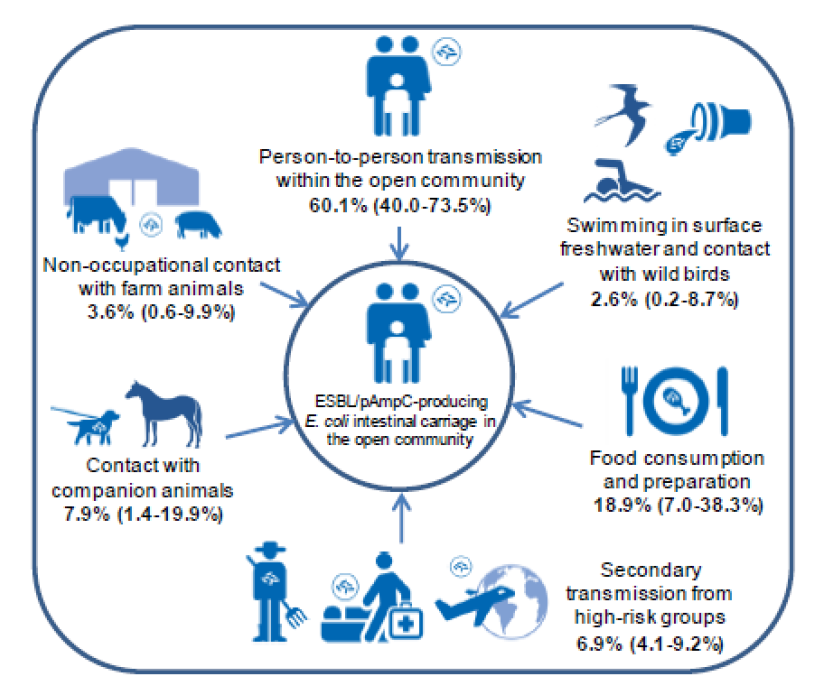 Person-to-person transmission
within the open community
60.1% (40.0-73.5%)
Non-occupational contact
with farm animals
3.6% (0.6-9.9%)
Swimming in surface
freshwater and contact
with wild birds
2.6% (0.2-8.7%)
ESBL/pAmpC-producing
E. coli intestinal carriage in
the open community
Contact with
companion animals
7.9% (1.4-19.9%)
Food consumption
and preparation
18.9% (7.0-38.3%)
Secondary
transmission from
high-risk groups
6.9% (4.1-9.2%)